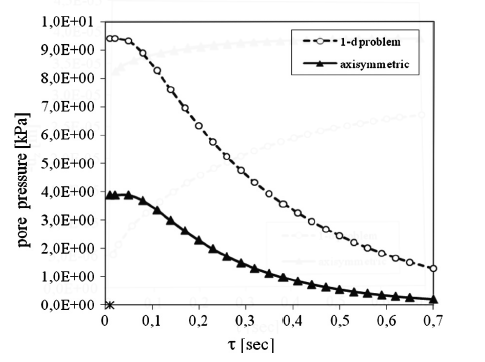 1,0E+01
9,0E+00
8,0E+00
7,0E+00
6,0E+00
5,0E+00
4,0E+00
3,0E+00
2,0E+00
1,0E+00
0,0E+00
pore pressure [kPa]
1-d problem
axisymmetric
0 0,1 0,2 0,3 0,4 0,5 0,6 0,7
τ [sec]